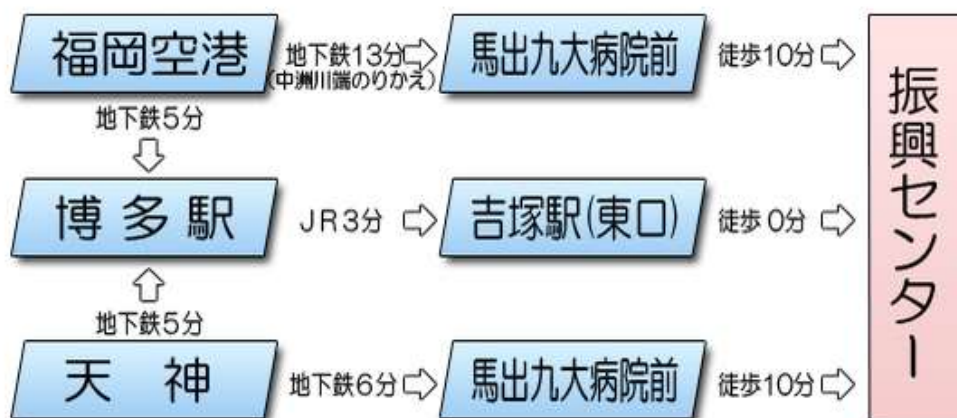 福岡空港
地下鉄13分
(中洲川端のりかえ)
馬出九大病院前
徒歩10分
地下鉄5分
博多駅
JR3分
吉塚駅(東口)
徒歩0分
地下鉄5分
天神
地下鉄6分
馬出九大病院前
徒歩10分
振興センター